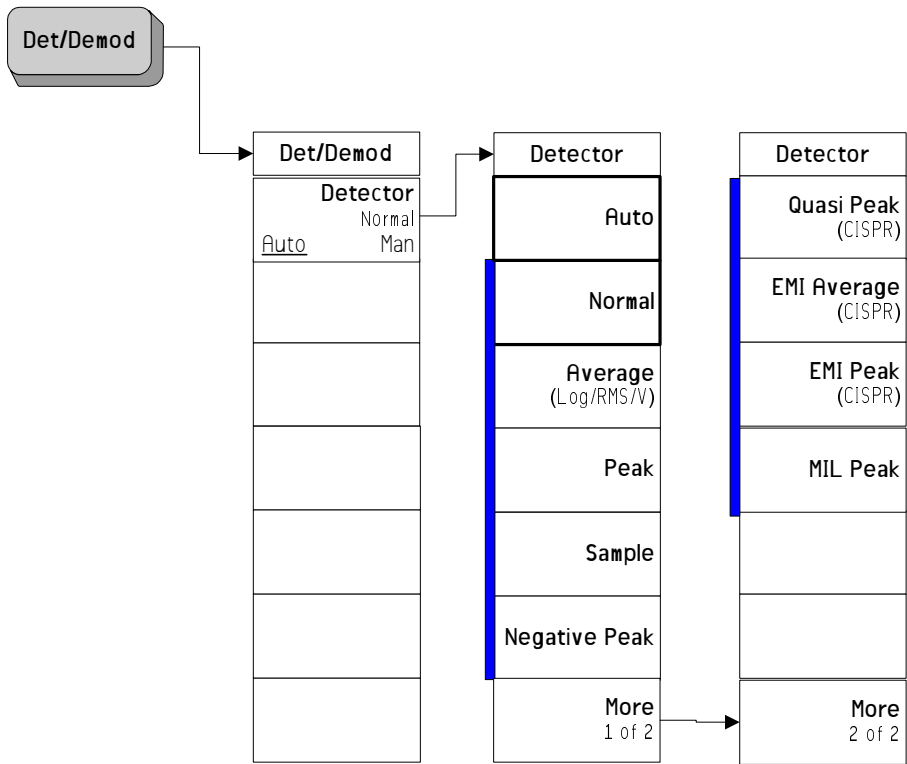 Det/Demod
Det/Demod
Detector
Normal
Auto Man
Detector
Auto
Normal
Average
(Log/RMS/V)
Peak
Sample
Negative Peak
More
1 of 2
Detector
Quasi Peak
(CISPR)
EMI Average
(CISPR)
EMI Peak
(CISPR)
MIL Peak
More
2 of 2